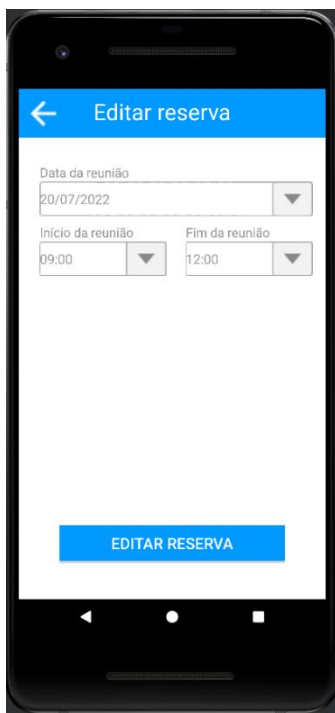 Editar reserva
Data da reunião
20/07/2022
Início da reunião Fim da reunião
09:00 12:00
EDITAR RESERVA